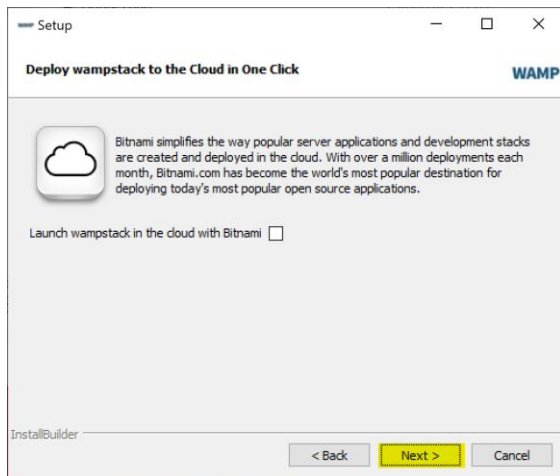 Setup
Deploy wampstack to the Cloud in One Click
WAMP
Bitnami simplifies the way popular server applications and development stacks
are created and deployed in the cloud. With over a million deployments each
month, Bitnami.com has become the world's most popular destination for
deploying today's most popular open source applications.
Launch wampstack in the cloud with Bitnami
InstallBuilder
< Back
Next >
Cancel